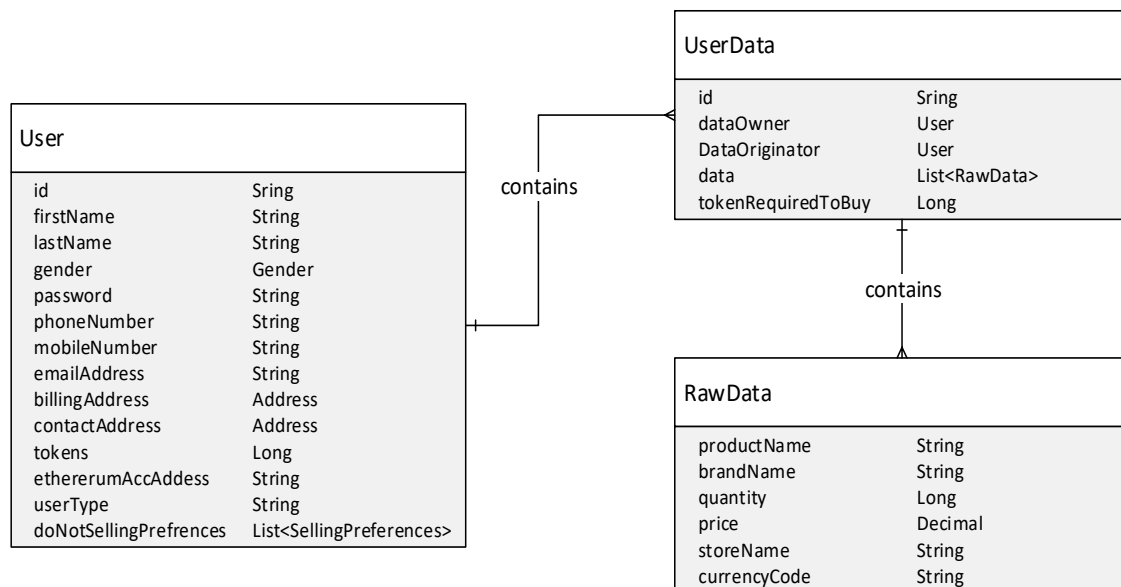 User
id Sring
firstName String
lastName String
gender Gender
password String
phoneNumber String
mobileNumber String
emailAddress String
billingAddress Address
contactAddress Address
tokens Long
ethererumAccAddess String
userType String
doNotSellingPrefrences List<SellingPreferences>
contains
UserData
id Sring
dataOwner User
DataOriginator User
data List<RawData>
tokenRequiredToBuy Long
contains
RawData
productName String
brandName String
quantity Long
price Decimal
storeName String
currencyCode String